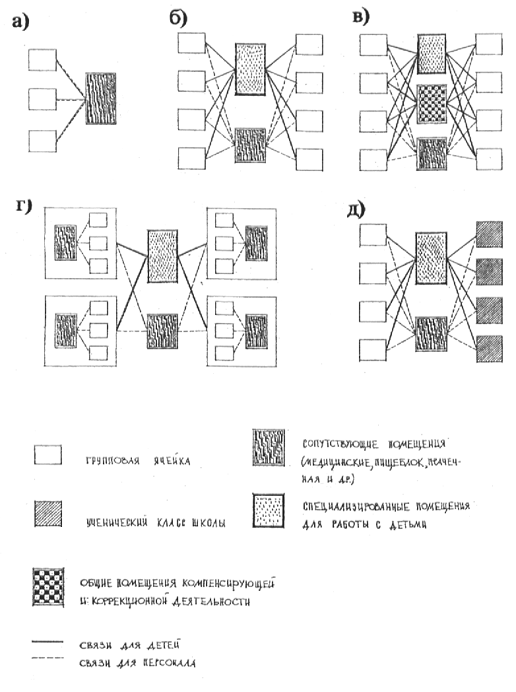 а)
б)
в)
г)
д)
ГРУППОВАЯ ЯЧЕЙКА
СОПУТСТВУЮЩИЕ ПОМЕЩЕНИЯ
(МЕДИЦИНСКИЕ, ПИЩЕБЛОК, ПРАЧЕЧ-
НАЯ И ДР.)
УЧЕНИЧЕСКИЙ КЛАСС ШКОЛЫ
СПЕЦИАЛИЗИРОВАННЫЕ ПОМЕЩЕНИЯ
ДЛЯ РАБОТЫ С ДЕТЬМИ
ОБЩИЕ ПОМЕЩЕНИЯ КОМПЕНСИРУЮЩЕЙ
И КОРРЕКЦИОННОЙ ДЕЯТЕЛЬНОСТИ
СВЯЗИ ДЛЯ ДЕТЕЙ
СВЯЗИ ДЛЯ ПЕРСОНАЛА